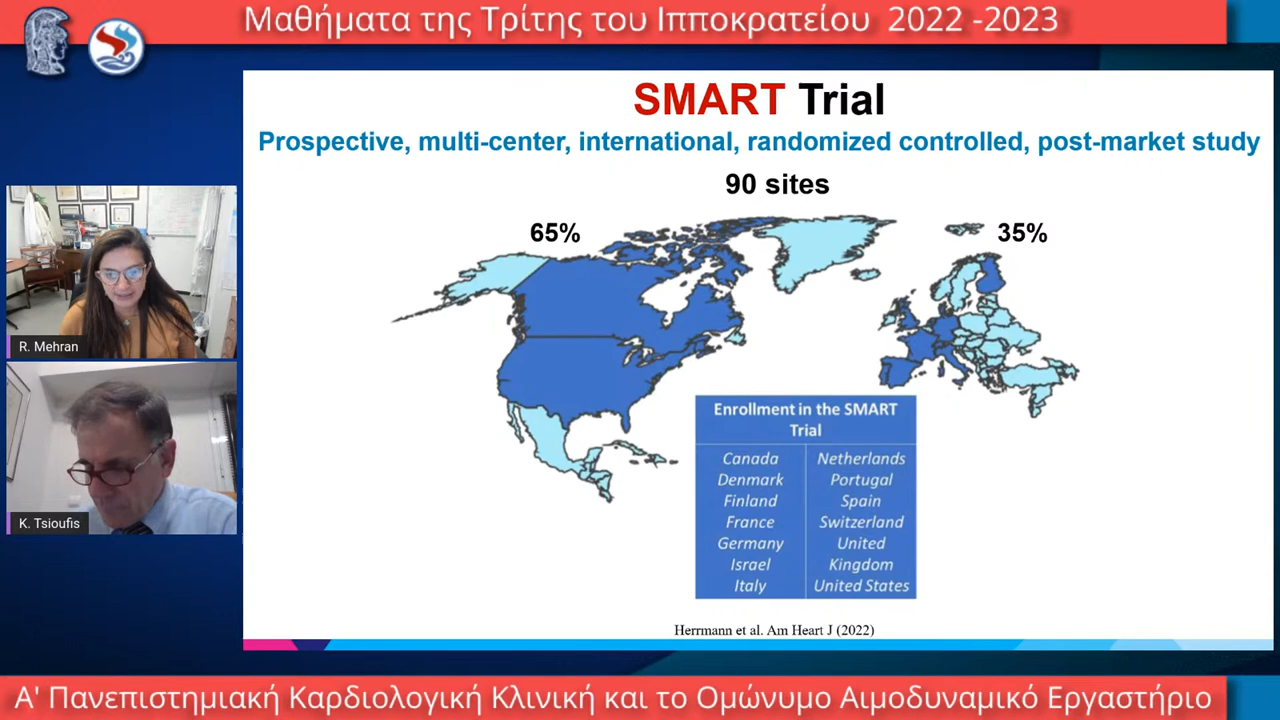 Μαθήματα της Τρίτης του Ιπποκρατείου 2022 -2023
SMART Trial
Prospective, multi-center, international, randomized controlled, post-market study
90 sites
65%
35%
R. Mehran
K. Tsioufis
Enrollment in the SMART
Trial
Canada Netherlands
Denmark Portugal
Finland Spain
France Switzerland
Germany United
Israel Kingdom
Italy United States
Herrmann et al. Am Heart J (2022)
Α' Πανεπιστημιακή Καρδιολογική Κλινική και το Ομώνυμο Αιμοδυναμικό Εργαστήριο